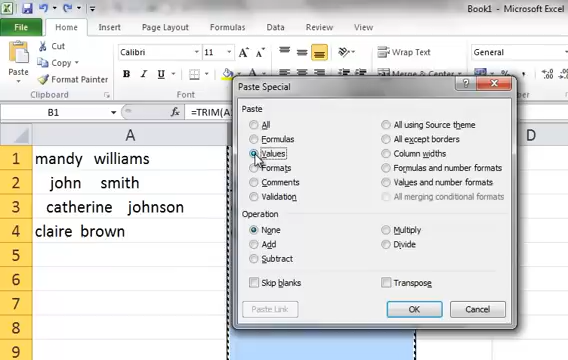 Book1 - Microsoft Excel
File Home Insert Page Layout Formulas Data Review View
Cut
Copy
Format Painter
Paste
Clipboard
Calibri 11
B I U
Wrap Text
Merge & Center
General
B1 =TRIM(A
A D
1 mandy williams
2 john smith
3 catherine johnson
4 claire brown
5
6
7
8
9
Paste Special
Paste
All
Formulas
Values
Formats
Comments
Validation
All using Source theme
All except borders
Column widths
Formulas and number formats
Values and number formats
All merging conditional formats
Operation
None
Add
Subtract
Multiply
Divide
Skip blanks
Transpose
Paste Link
OK
Cancel